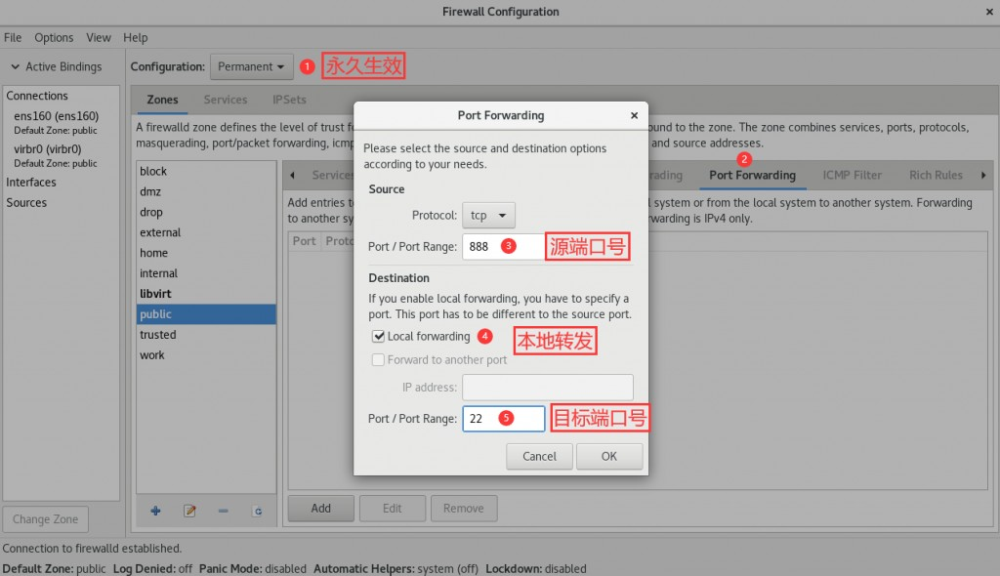 Firewall Configuration
File Options View Help
Active Bindings
Configuration: Permanent 1 永久生效
Connections
ens160 (ens160)
Default Zone: public
virbr0 (virbr0)
Default Zone: public
Interfaces
Sources
Change Zone
Zones Services IPSets
A firewalld zone defines the level of trust f
ound to the zone. The zone combines services, ports, protocols,
masquerading, port/packet forwarding, icmp
and source addresses.
block
dmz
drop
external
home
internal
libvirt
public
trusted
work
2
Services
rading Port Forwarding ICMP Filter Rich Rules
Add entries t
l system or from the local system to another system. Forwarding
to another sy
rwarding is IPv4 only.
Port Proto
Port Forwarding
Please select the source and destination options
according to your needs.
Source
Protocol: tcp
Port / Port Range: 888 3 源端口号
Destination
If you enable local forwarding, you have to specify a
port. This port has to be different to the source port.
Local forwarding 4 本地转发
Forward to another port
IP address:
Port / Port Range: 22 5 目标端口号
Cancel OK
Add Edit Remove
Connection to firewalld established.
Default Zone: public Log Denied: off Panic Mode: disabled Automatic Helpers: system (off) Lockdown: disabled